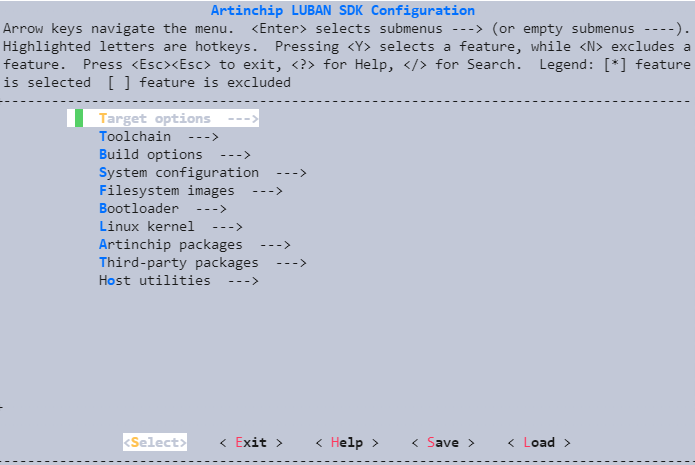 Artinchip LUBAN SDK Configuration
Arrow keys navigate the menu.  <Enter> selects submenus ---> (or empty submenus ----).
Highlighted letters are hotkeys.  Pressing <Y> selects a feature, while <N> excludes a
feature.  Press <Esc><Esc> to exit, <?> for Help, </> for Search.  Legend: [*] feature
is selected  [ ] feature is excluded
Target options  --->
Toolchain  --->
Build options  --->
System configuration  --->
Filesystem images  --->
Bootloader  --->
Linux kernel  --->
Artinchip packages  --->
Third-party packages  --->
Host utilities  --->
<Select>    < Exit >    < Help >    < Save >    < Load >